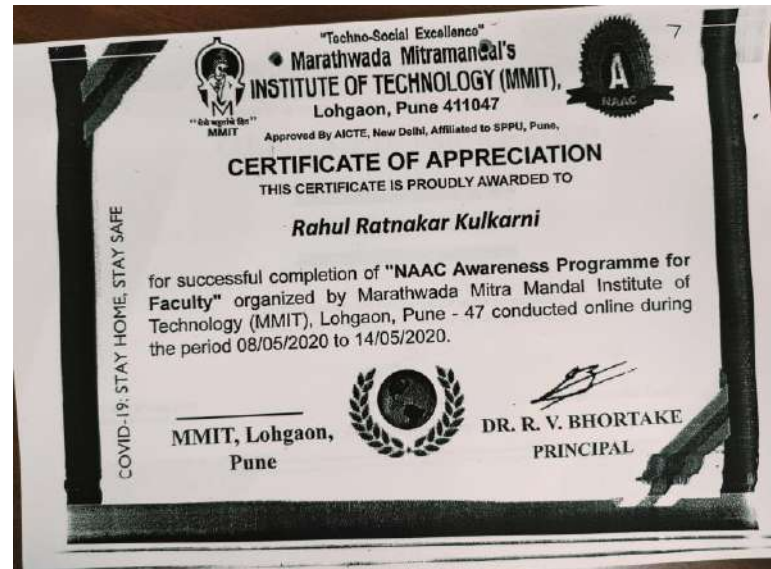 "Techno-Social Excellence"
Marathwada Mitramandal's
INSTITUTE OF TECHNOLOGY (MMIT),
Lohgaon, Pune 411047
MMIT
Approved By AICTE, New Delhi, Affiliated to SPPU, Pune,
A
NAAC
7
CERTIFICATE OF APPRECIATION
THIS CERTIFICATE IS PROUDLY AWARDED TO
Rahul Ratnakar Kulkarni
for successful completion of "NAAC Awareness Programme for
Faculty" organized by Marathwada Mitra Mandal Institute of
Technology (MMIT), Lohgaon, Pune - 47 conducted online during
the period 08/05/2020 to 14/05/2020.
COVID-19: STAY HOME, STAY SAFE
MMIT, Lohgaon,
Pune
DR. R. V. BHORTAKE
PRINCIPAL